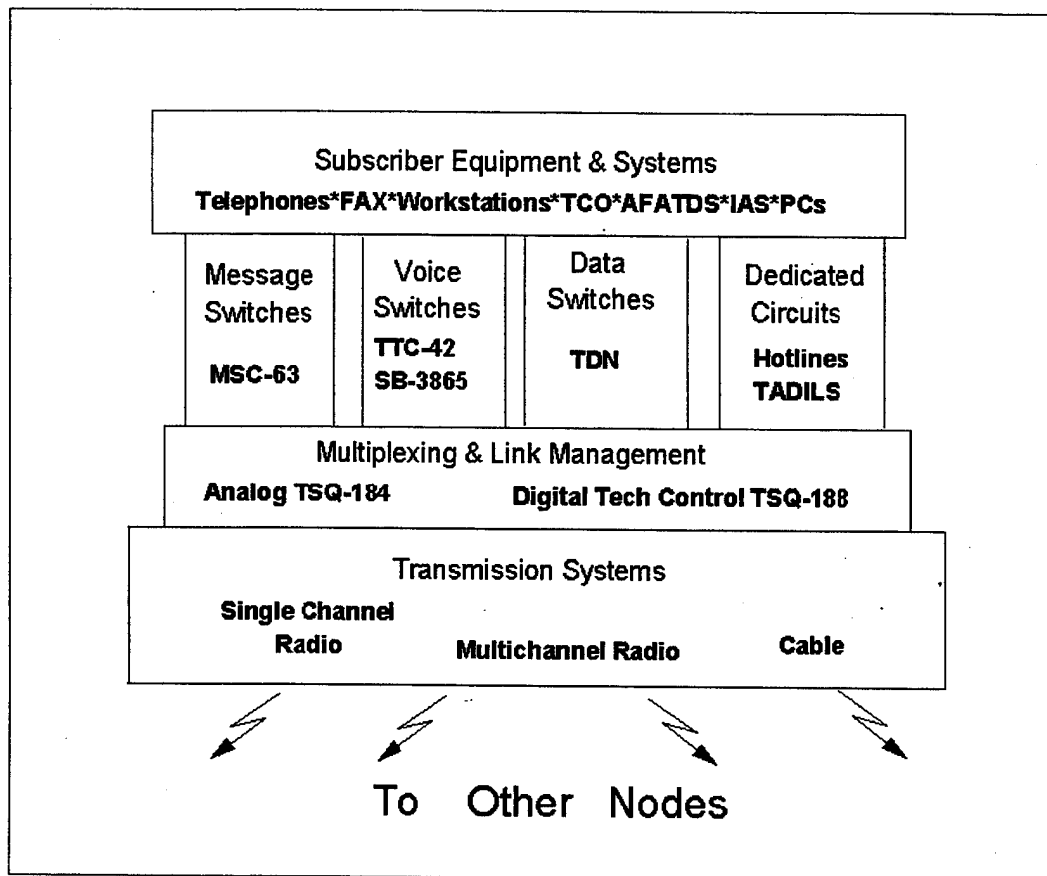 Subscriber Equipment & Systems
Telephones*FAX*Workstations*TCO*AFATDS*IAS*PCs
Message
Switches
MSC-63
Voice
Switches
TTC-42
SB-3865
Data
Switches
TDN
Dedicated
Circuits
Hotlines
TADILS
Multiplexing & Link Management
Analog TSQ-184
Digital Tech Control TSQ-188
Transmission Systems
Single Channel
Radio
Multichannel Radio
Cable
To Other Nodes